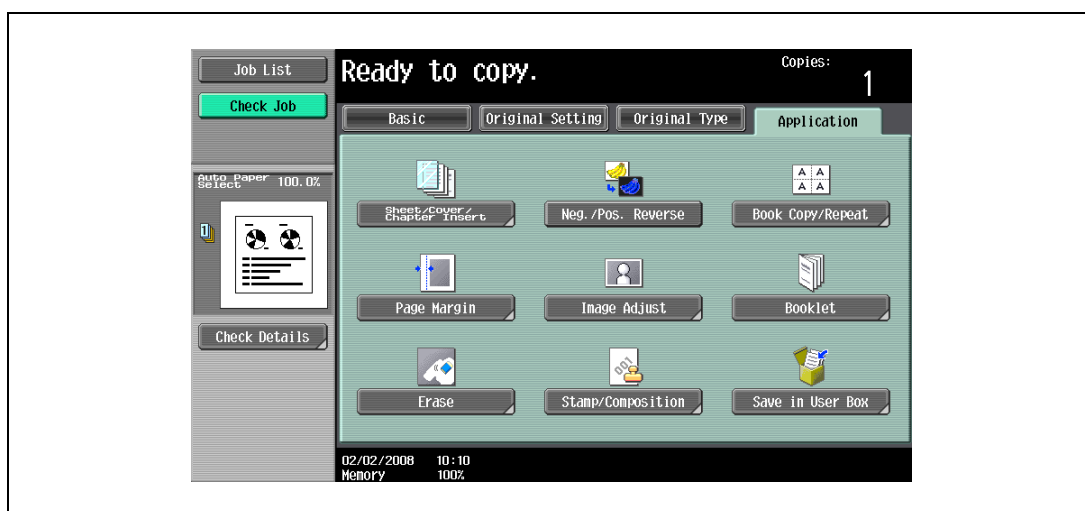 Job List
Check Job
Ready to copy.
Copies:
1
Basic
Original Setting
Original Type
Application
Auto Paper
Select
100.0%
1
Sheet/Cover/
Chapter Insert
Neg./Pos. Reverse
A A
A A
Book Copy/Repeat
Page Margin
Image Adjust
Booklet
Check Details
Erase
001
Stamp/Composition
Save in User Box
02/02/2008 10:10
Memory 100%